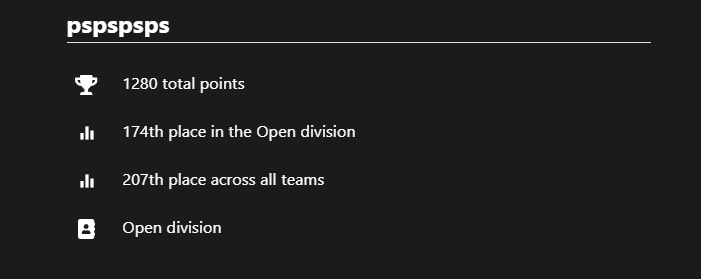 pspspsps
1280 total points
174th place in the Open division
207th place across all teams
Open division